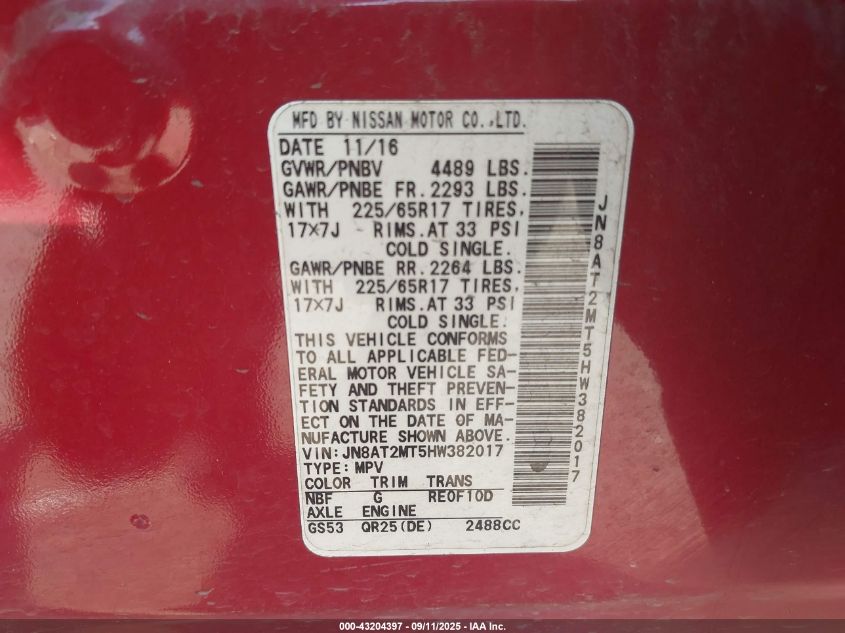 MFD BY NISSAN MOTOR CO.,LTD.
DATE 11/16
GVWR/PNBV 4489 LBS.
GAWR/PNBE FR. 2293 LBS.
WITH 225/65R17 TIRES,
17×7J RIMS.AT 33 PSI
COLD SINGLE.
GAWR/PNBE RR. 2264 LBS.
WITH 225/65R17 TIRES,
17×7J RIMS.AT 33 PSI
COLD SINGLE.
THIS VEHICLE CONFORMS
TO ALL APPLICABLE FED-
ERAL MOTOR VEHICLE SA-
FETY AND THEFT PREVEN-
TION STANDARDS IN EFF-
ECT ON THE DATE OF MA-
NUFACTURE SHOWN ABOVE.
VIN:JN8AT2MT5HW382017
TYPE:MPV
COLOR TRIM TRANS
NBF G RE0F10D
AXLE ENGINE
GS53 QR25(DE) 2488CC
JN8AT2MT5HW382017
000-43204397 - 09/11/2025 - IAA Inc.